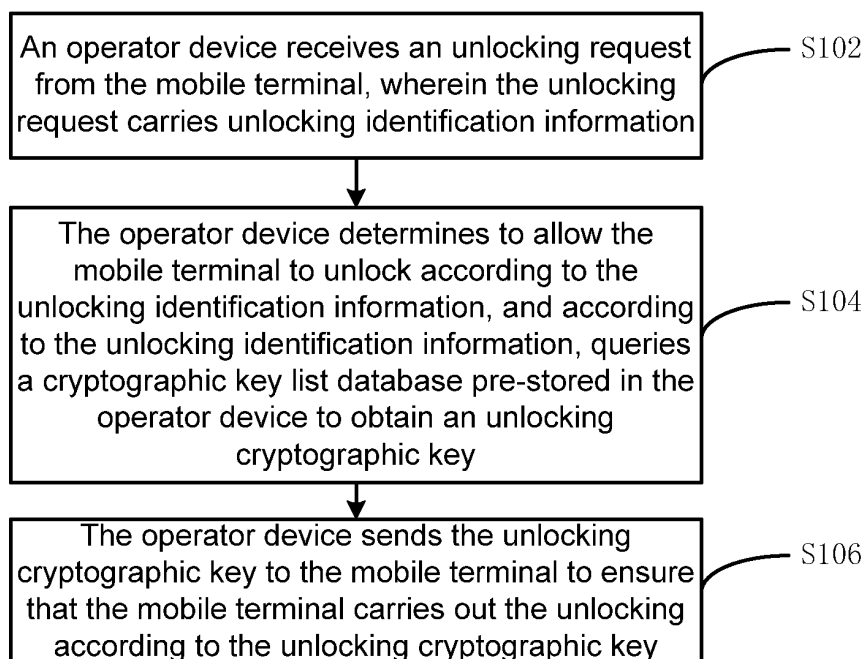 An operator device receives an unlocking request
from the mobile terminal, wherein the unlocking
request carries unlocking identification information
S102
The operator device determines to allow the
mobile terminal to unlock according to the
unlocking identification information, and according
to the unlocking identification information, queries
a cryptographic key list database pre-stored in the
operator device to obtain an unlocking
cryptographic key
S104
The operator device sends the unlocking
cryptographic key to the mobile terminal to ensure
that the mobile terminal carries out the unlocking
according to the unlocking cryptographic key
S106